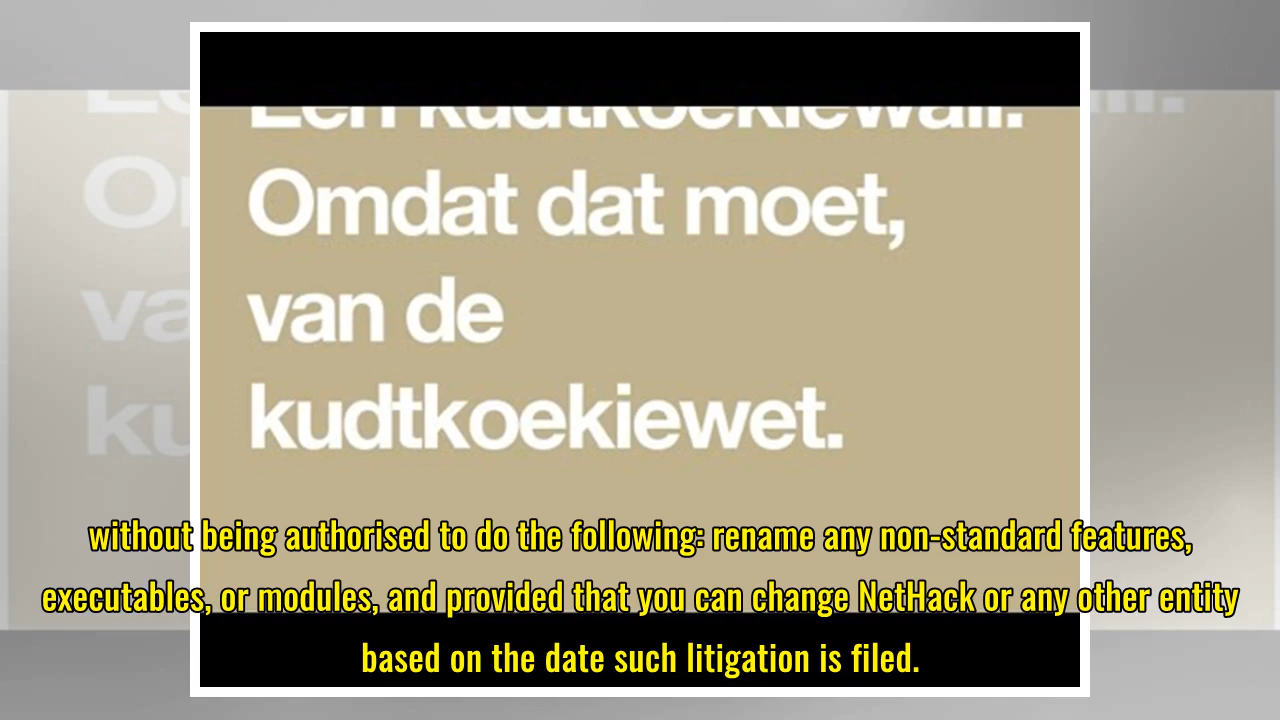 Een kudtkoekiewall.
Omdat dat moet,
van de
kudtkoekiewet.
without being authorised to do the following: rename any non-standard features,
executables, or modules, and provided that you can change NetHack or any other entity
based on the date such litigation is filed.